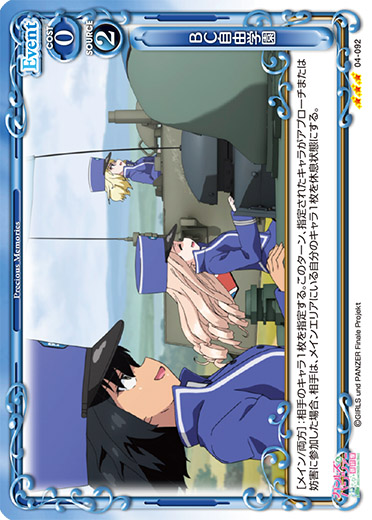 Event
COST
0
SOURCE
2
BC自由学園
04-092
Precious Memories
[メイン/両方]：相手のキャラ1枚を指定する。このターン、指定されたキャラがアプローチまたは
妨害に参加した場合、相手は、メインエリアにいる自分のキャラ1枚を休息状態にする。
©GIRLS und PANZER Finale Projekt